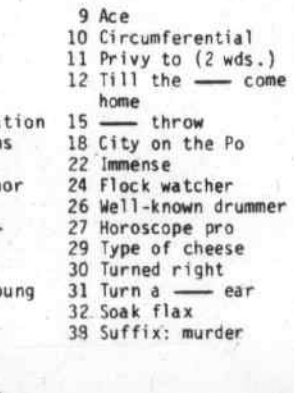 9 Ace
10 Circumferential
11 Privy to (2 wds.)
12 Till the — come
home
15 — throw
18 City on the Po
22 Immense
24 Flock watcher
26 Well-known drummer
27 Horoscope pro
29 Type of cheese
30 Turned right
31 Turn a — ear
32 Soak flax
38 Suffix: murder